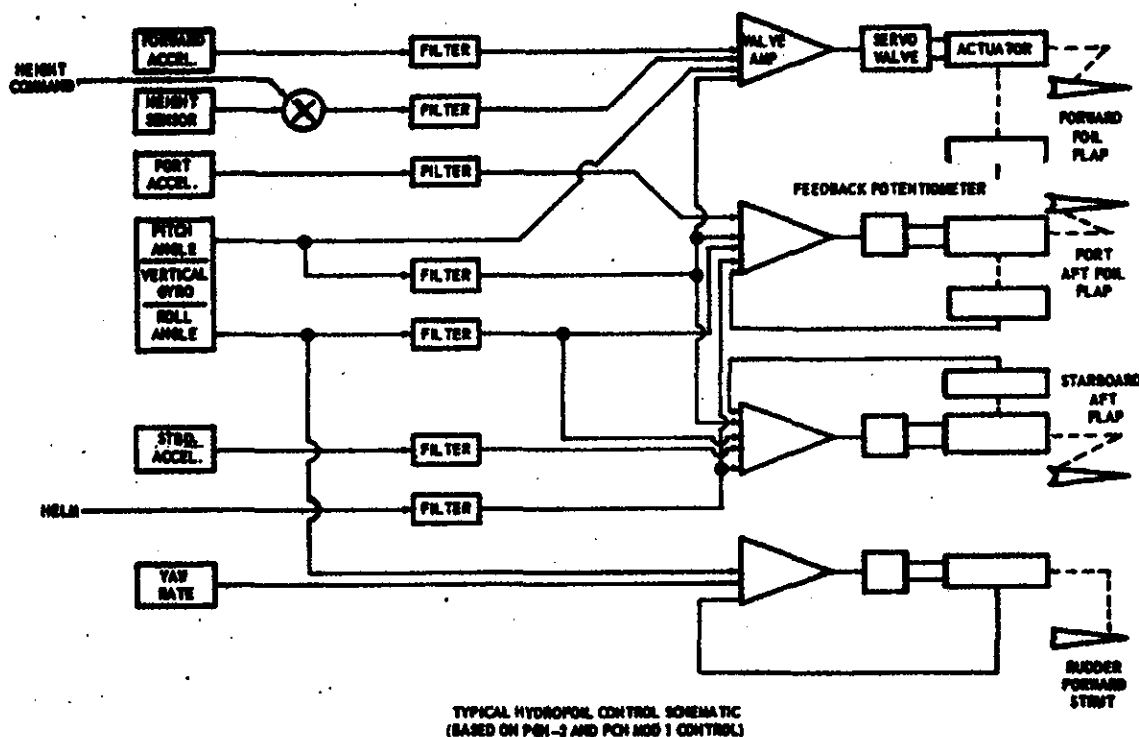 FORWARD
ACCEL.
HEIGHT
COMMAND
HEIGHT
SENSOR
PORT
ACCEL.
PITCH
ANGLE
VERTICAL
GYRO
ROLL
ANGLE
STBD.
ACCEL.
HELM
YAW
RATE
FILTER
FILTER
FILTER
FILTER
FILTER
FILTER
FILTER
VALVE
AMP
SERVO
VALVE
ACTUATOR
FORWARD
FOIL
FLAP
FEEDBACK POTENTIOMETER
PORT
AFT FOIL
FLAP
STARBOARD
AFT
FLAP
RUDDER
FORWARD
STRUT
TYPICAL HYDROFOIL CONTROL SCHEMATIC
(BASED ON PGH-2 AND PCH MOD 1 CONTROL)